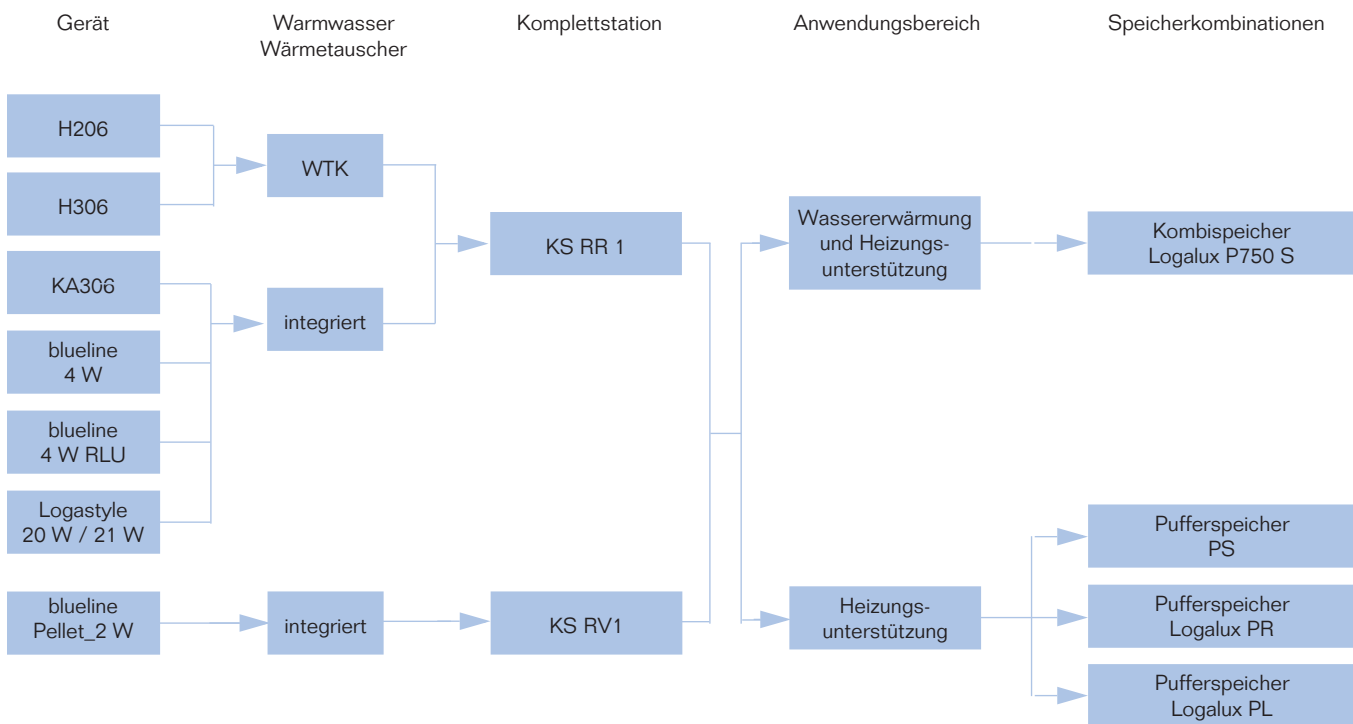 Gerät
Warmwasser
Wärmetauscher
Komplettstation
Anwendungsbereich
Speicherkombinationen
H206
H306
KA306
blueline
4 W
blueline
4 W RLU
Logastyle
20 W / 21 W
blueline
Pellet_2 W
WTK
integriert
integriert
KS RR 1
KS RV1
Wassererwärmung
und Heizungs-
unterstützung
Heizungs-
unterstützung
Kombispeicher
Logalux P750 S
Pufferspeicher
PS
Pufferspeicher
Logalux PR
Pufferspeicher
Logalux PL